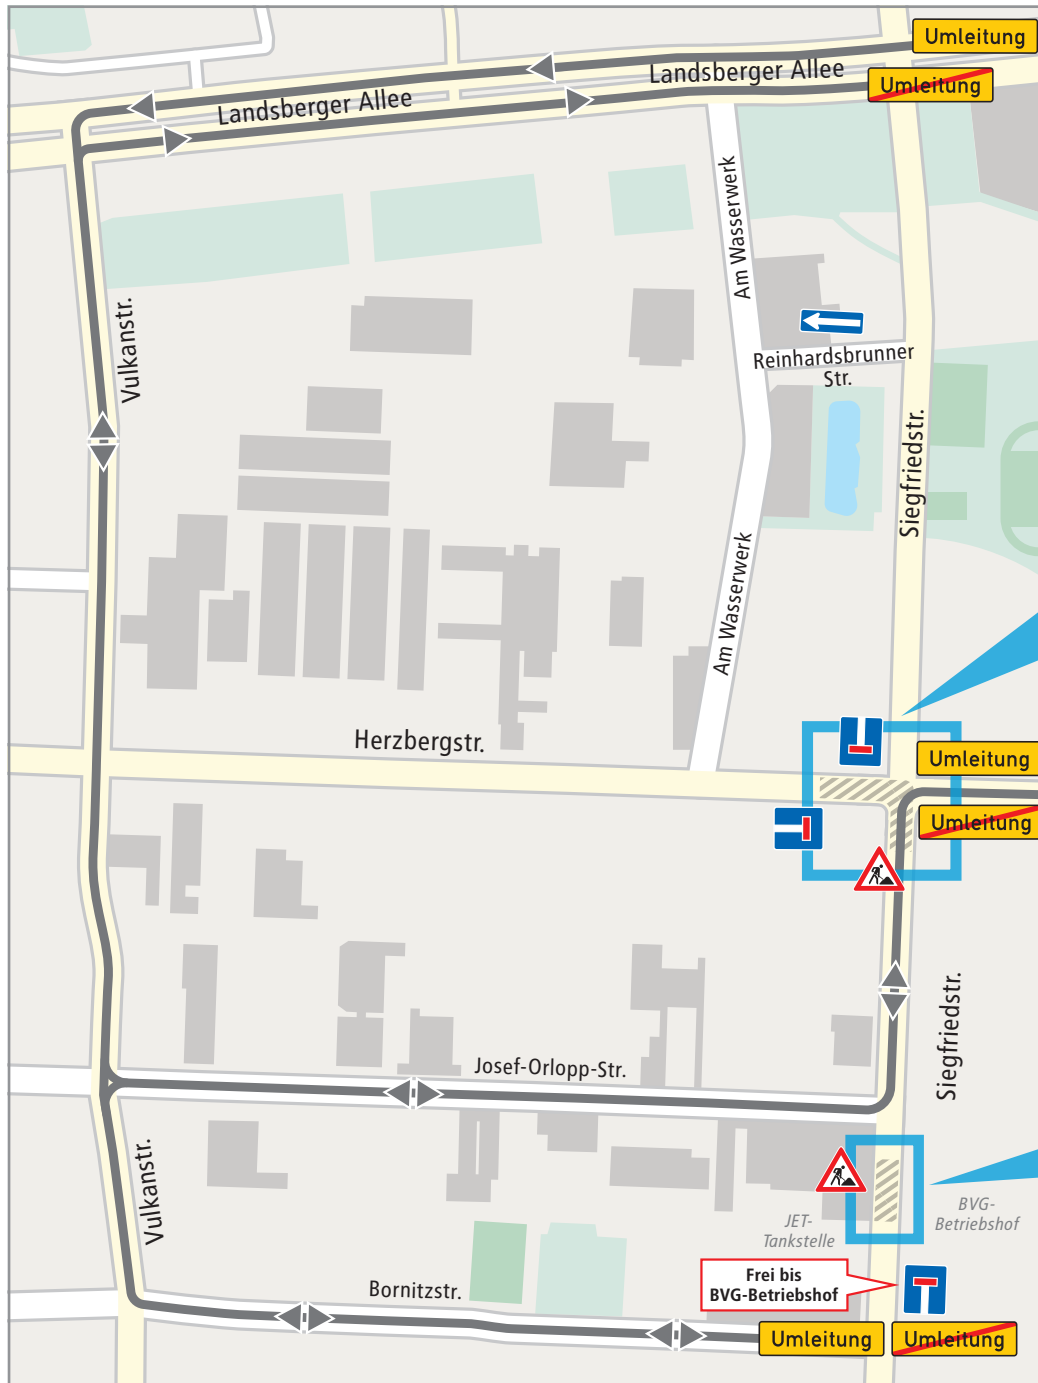 Umleitung
Landsberger Allee
Umleitung
Landsberger Allee
Am Wasserwerk
Vulkanstr.
Reinhardsbrunner
Str.
Siegfriedstr.
Am Wasserwerk
Herzbergstr.
Umleitung
Umleitung
Siegfriedstr.
Josef-Orlopp-Str.
Vulkanstr.
JET-
Tankstelle
BVG-
Betriebshof
Frei bis
BVG-Betriebshof
Bornitzstr.
Umleitung
Umleitung